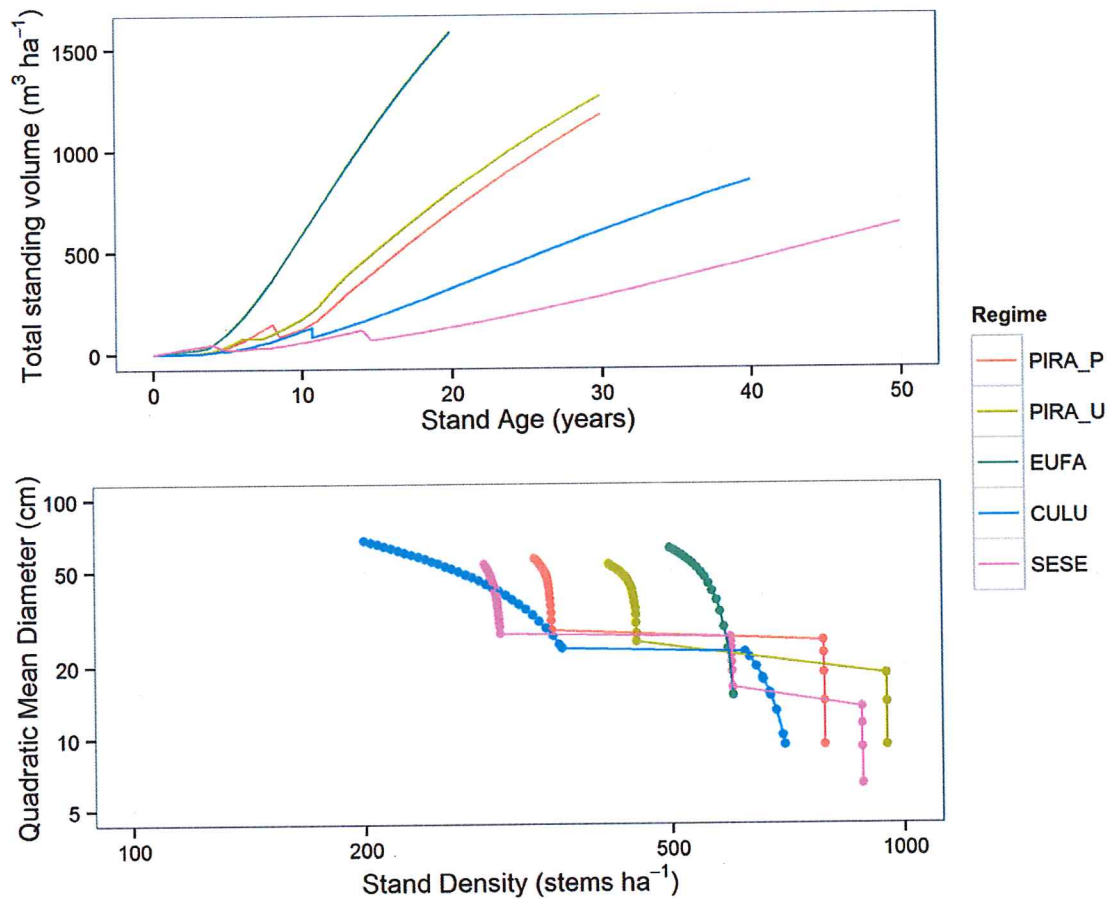 Total standing volume (m³ ha⁻¹)
1500
1000
500
0
0 10 20 30 40 50
Stand Age (years)
Regime
PIRA_P
PIRA_U
EUFA
CULU
SESE
Quadratic Mean Diameter (cm)
100
50
20
10
5
100 200 500 1000
Stand Density (stems ha⁻¹)